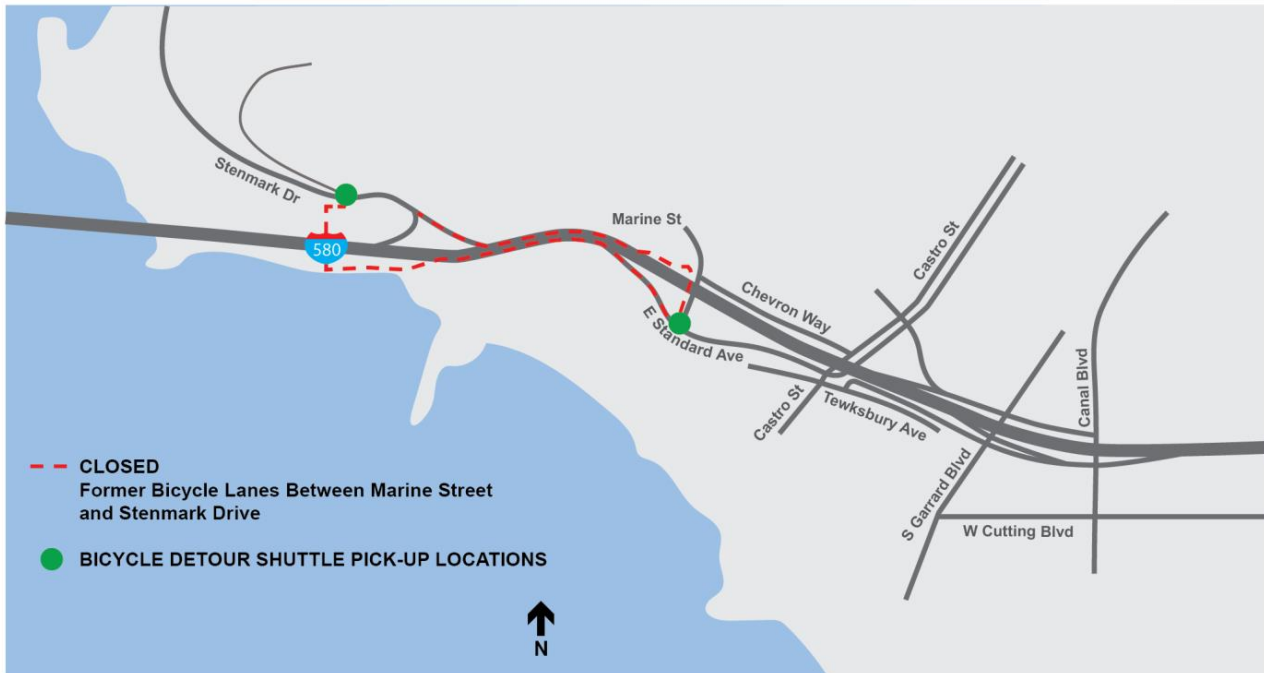 Stenmark Dr
580
Marine St
Castro St
Chevron Way
E Standard Ave
Castro St
Tewksbury Ave
Canal Blvd
S Garrard Blvd
W Cutting Blvd
CLOSED
Former Bicycle Lanes Between Marine Street
and Stenmark Drive
BICYCLE DETOUR SHUTTLE PICK-UP LOCATIONS
N